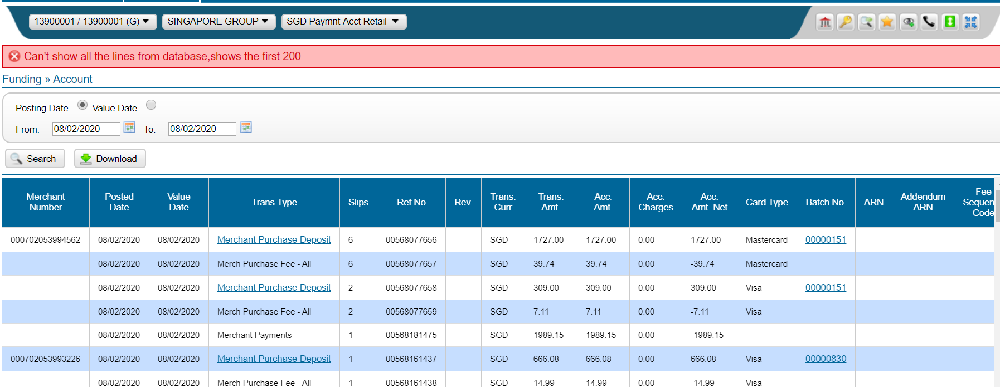 13900001 / 13900001 (G) SINGAPORE GROUP SGD Paymnt Acct Retail
Can't show all the lines from database,shows the first 200
Funding » Account
Posting Date Value Date
From: 08/02/2020 To: 08/02/2020
Search Download
Merchant Number Posted Date Value Date Trans Type Slips Ref No Rev. Trans. Curr Trans. Amt. Acc. Amt. Acc. Charges Acc. Amt. Net Card Type Batch No. ARN Addendum ARN Fee Sequen Code
000702053994562 08/02/2020 08/02/2020 Merchant Purchase Deposit 6 00568077656 SGD 1727.00 1727.00 0.00 1727.00 Mastercard 00000151
08/02/2020 08/02/2020 Merch Purchase Fee - All 6 00568077657 SGD 39.74 39.74 0.00 -39.74 Mastercard
08/02/2020 08/02/2020 Merchant Purchase Deposit 2 00568077658 SGD 309.00 309.00 0.00 309.00 Visa 00000151
08/02/2020 08/02/2020 Merch Purchase Fee - All 2 00568077659 SGD 7.11 7.11 0.00 -7.11 Visa
08/02/2020 08/02/2020 Merchant Payments 1 00568181475 SGD 1989.15 1989.15 0.00 -1989.15
000702053993226 08/02/2020 08/02/2020 Merchant Purchase Deposit 1 00568161437 SGD 666.08 666.08 0.00 666.08 Visa 00000830
08/02/2020 08/02/2020 Merch Purchase Fee - All 1 00568161438 SGD 14.99 14.99 0.00 -14.99 Visa